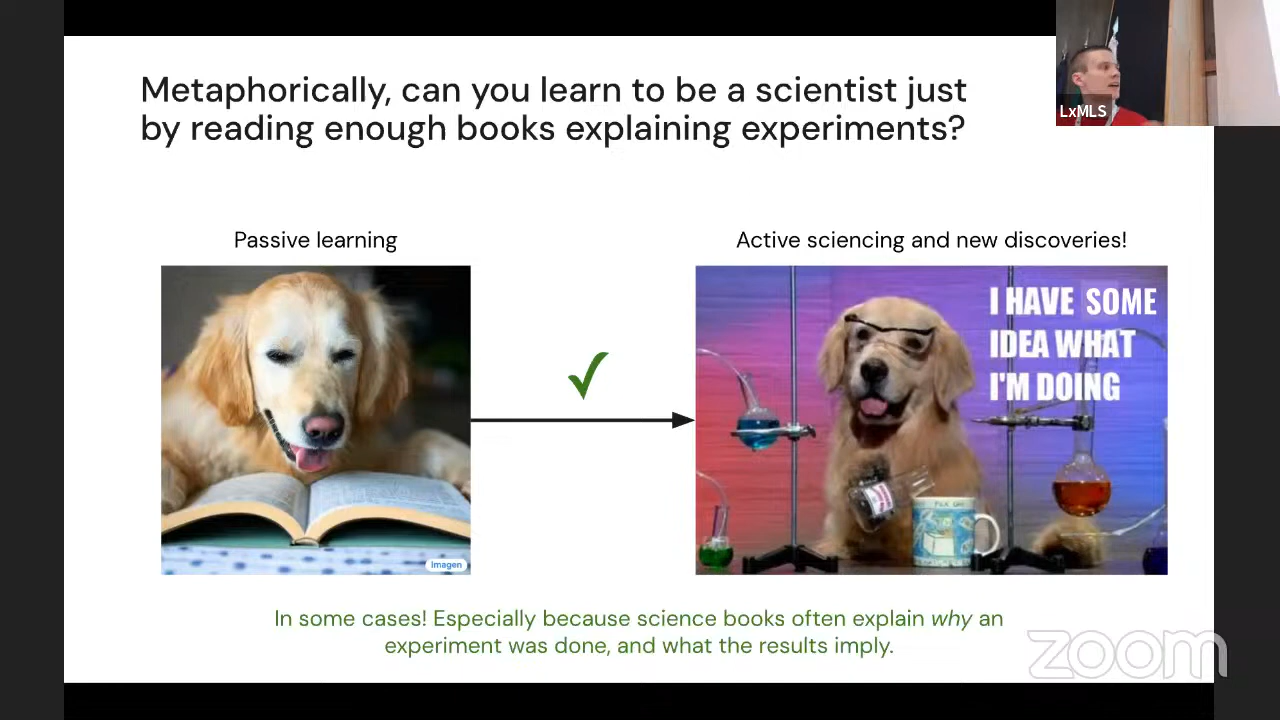 Metaphorically, can you learn to be a scientist just
by reading enough books explaining experiments?
LxMLS
Passive learning
Active sciencing and new discoveries!
I HAVE SOME
IDEA WHAT
I'M DOING
Imagen
In some cases! Especially because science books often explain why an
experiment was done, and what the results imply.
zoom